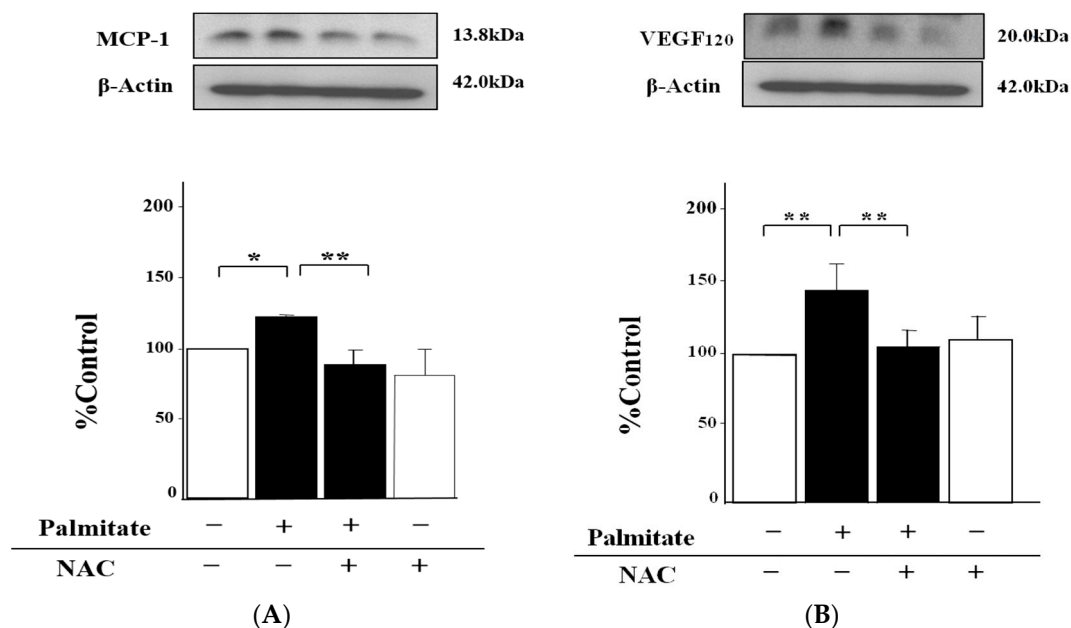 MCP-1 13.8kDa
β-Actin 42.0kDa
200
* **
150
100
50
0
%Control
Palmitate − + + −
NAC − − + +
(A)
VEGF120 20.0kDa
β-Actin 42.0kDa
200
** **
150
100
50
0
%Control
Palmitate − + + −
NAC − − + +
(B)